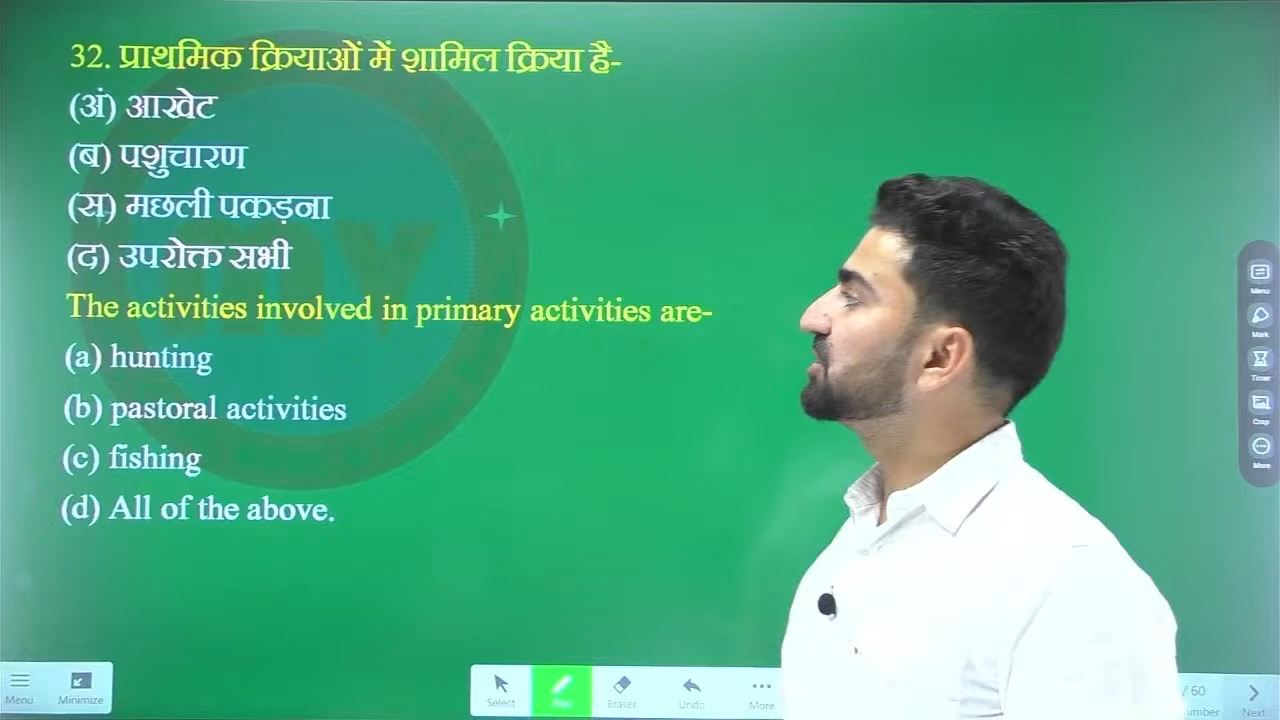 32. प्राथमिक क्रियाओं में शामिल क्रिया है-
(अं) आखेट
(ब) पशुचारण
(स) मछली पकड़ना
(द) उपरोक्त सभी
The activities involved in primary activities are-
(a) hunting
(b) pastoral activities
(c) fishing
(d) All of the above.
Menu
Mark
Timer
Crop
More
Menu Minimize
Select Eraser Undo More
/ 60
umber Next